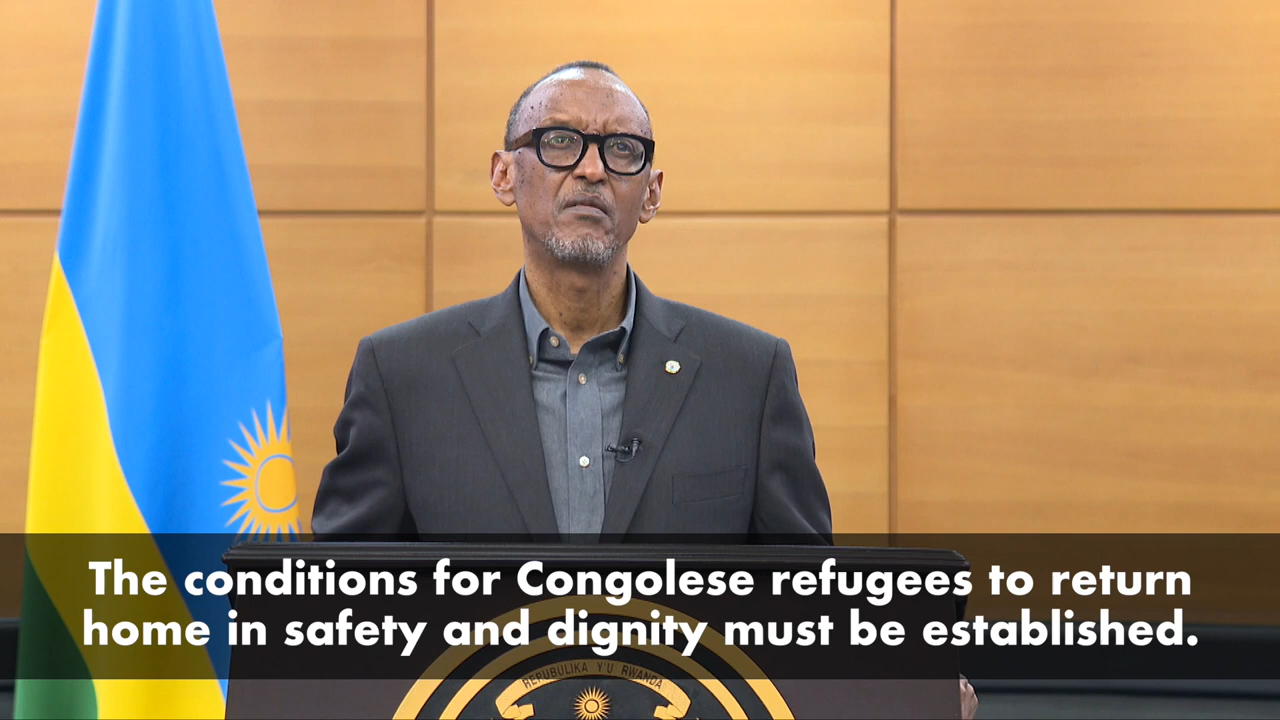 The conditions for Congolese refugees to return
home in safety and dignity must be established.
REPUBULIKA Y'U RWANDA